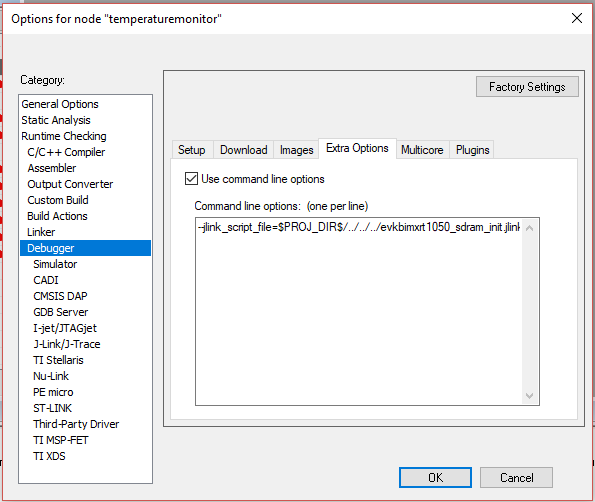 Options for node "temperaturemonitor"
Category:
Factory Settings
General Options
Static Analysis
Runtime Checking
C/C++ Compiler
Assembler
Output Converter
Custom Build
Build Actions
Linker
Debugger
Simulator
CADI
CMSIS DAP
GDB Server
I-jet/JTAGjet
J-Link/J-Trace
TI Stellaris
Nu-Link
PE micro
ST-LINK
Third-Party Driver
TI MSP-FET
TI XDS
Setup Download Images Extra Options Multicore Plugins
Use command line options
Command line options: (one per line)
--jlink_script_file=$PROJ_DIR$/../../../evkbimxrt1050_sdram_init.jlink
OK Cancel